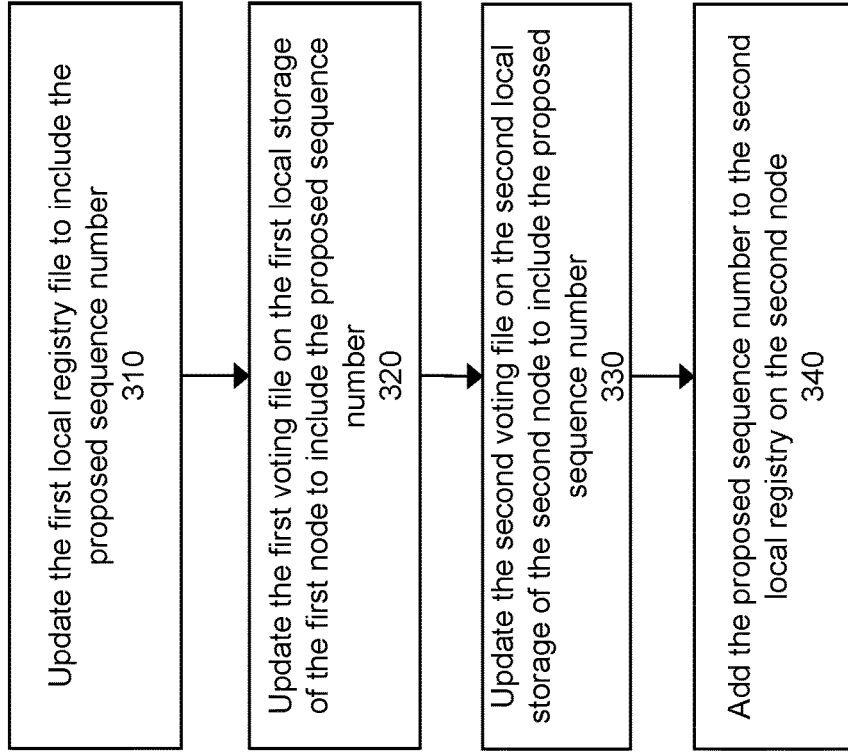 Update the first local registry file to include the
proposed sequence number
310
Update the first voting file on the first local storage
of the first node to include the proposed sequence
number
320
Update the second voting file on the second local
storage of the second node to include the proposed
sequence number
330
Add the proposed sequence number to the second
local registry on the second node
340